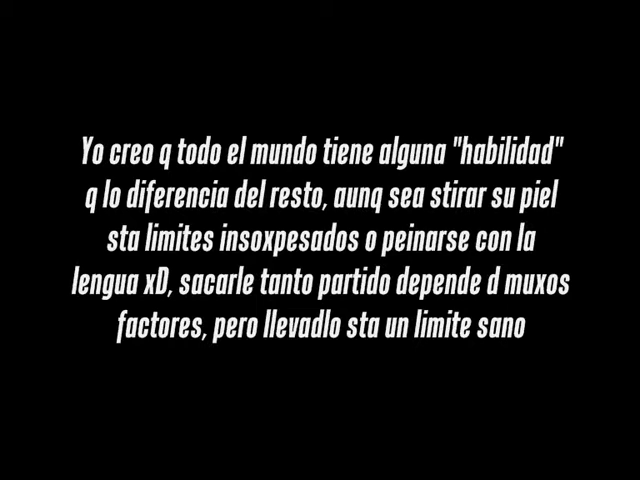 Yo creo q todo el mundo tiene alguna "habilidad"
q lo diferencia del resto, aunq sea stirar su piel
sta limites insoxpesados o peinarse con la
lengua xD, sacarle tanto partido depende d muxos
factores, pero llevadlo sta un limite sano